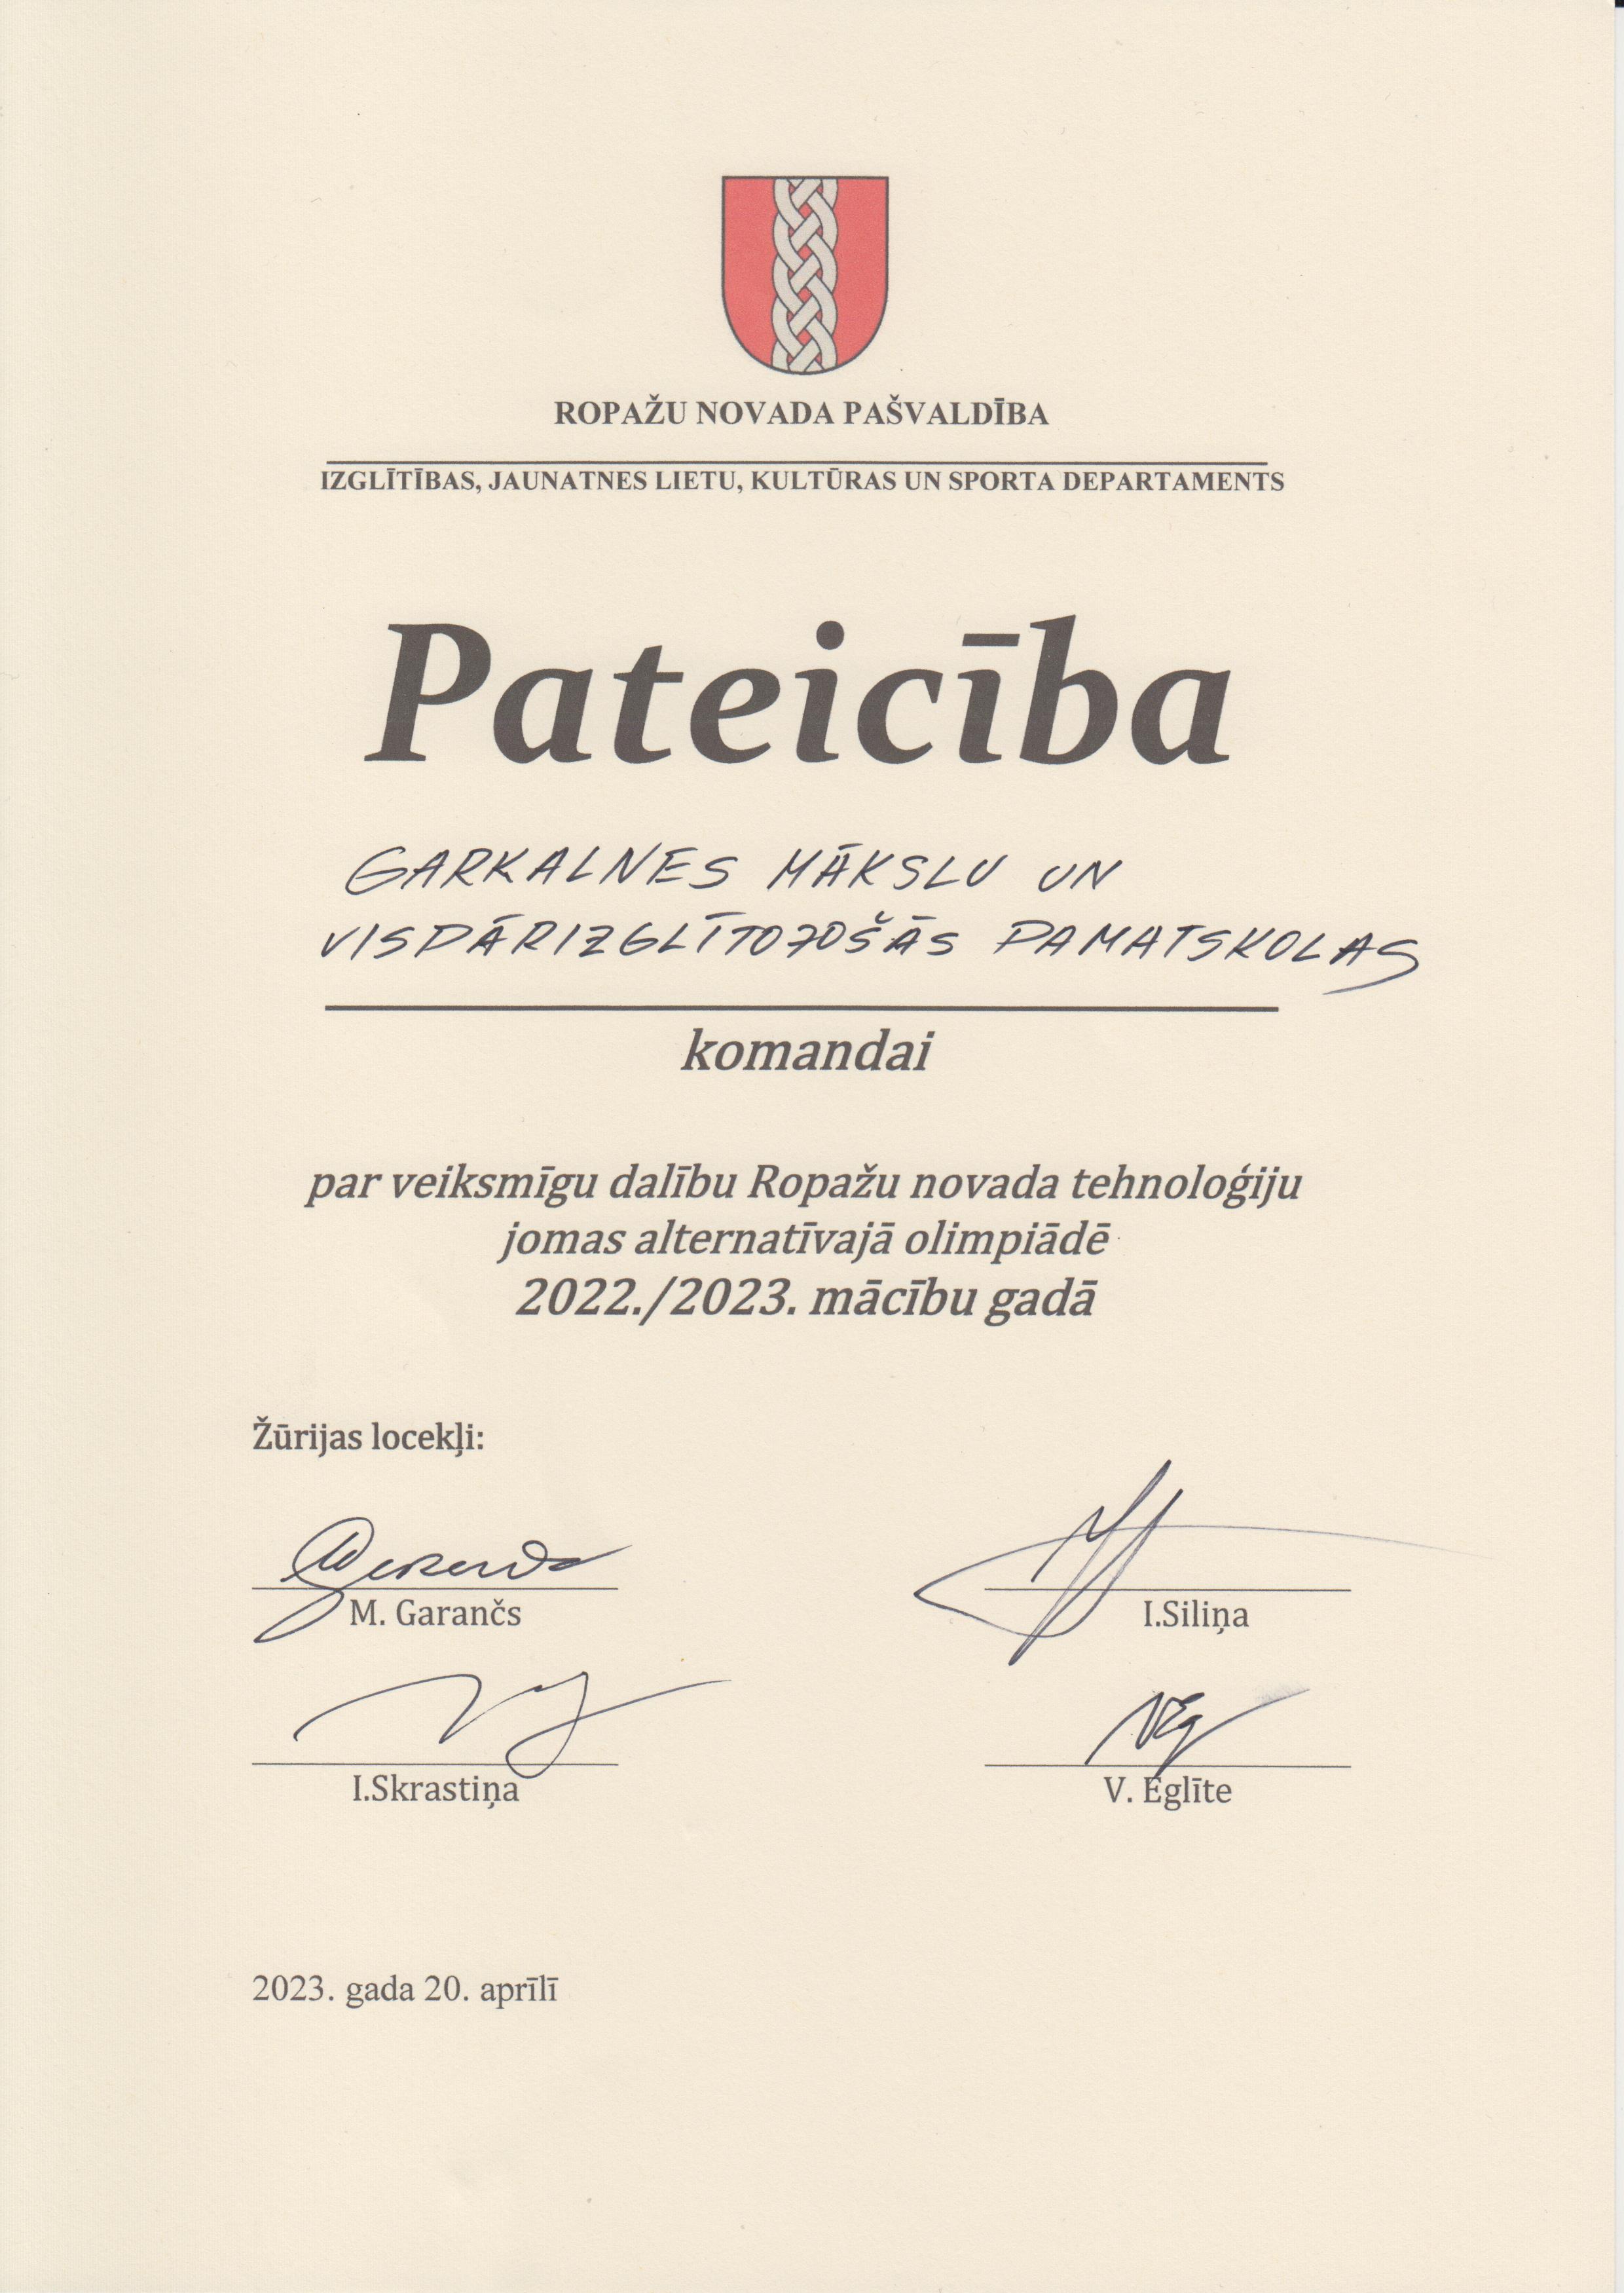 ROPAŽU NOVADA PAŠVALDĪBA
IZGLĪTĪBAS, JAUNATNES LIETU, KULTŪRAS UN SPORTA DEPARTAMENTS
Pateicība
GARKALNES MĀKSLU UN
VISPĀRIZGLĪTOJOŠĀS PAMATSKOLAS
komandai
par veiksmīgu dalību Ropažu novada tehnoloģiju
jomas alternatīvajā olimpiādē
2022./2023. mācību gadā
Žūrijas locekļi:
M. Garančs
I.Siliņa
I.Skrastiņa
V. Eglīte
2023. gada 20. aprīlī